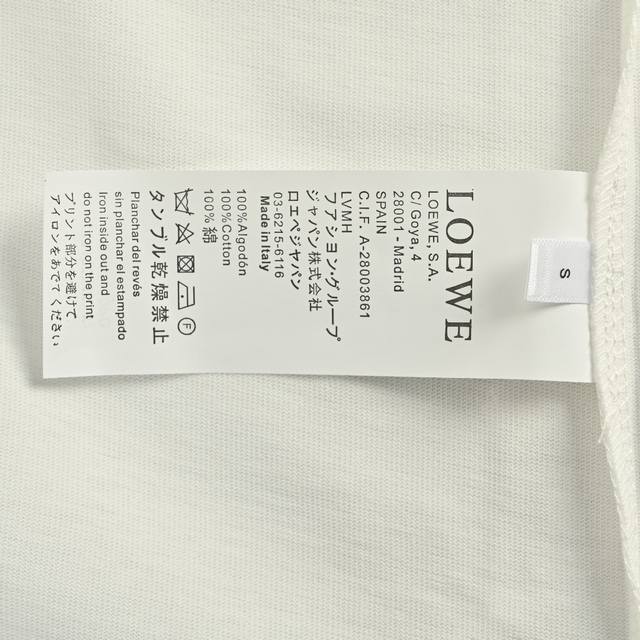 LOEWE
LOEWE, S.A.
C/ Goya, 4
28001 - Madrid
SPAIN
C.I.F. A-28003861
LVMH
ファシヨン・グループ
ジャパン株式会社
ロエベジャパン
03-6215-6116
Made in Italy
100%Algodón
100%Cotton
100%綿
タンブル乾燥禁止
Planchar del revés
sin planchar el estampado
Iron inside out and
do not iron on the print
プリント部分を避けて
アイロンをあててください
F
S